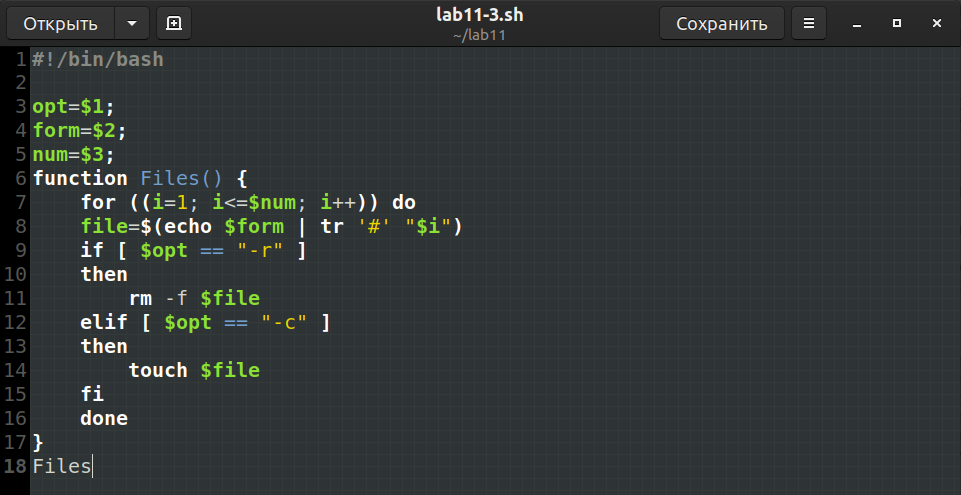 Открыть
lab11-3.sh
~/lab11
Сохранить
1 #!/bin/bash
2
3 opt=$1;
4 form=$2;
5 num=$3;
6 function Files() {
7     for ((i=1; i<=$num; i++)) do
8     file=$(echo $form | tr '#' "$i")
9     if [ $opt == "-r" ]
10     then
11         rm -f $file
12     elif [ $opt == "-c" ]
13     then
14         touch $file
15     fi
16     done
17 }
18 Files